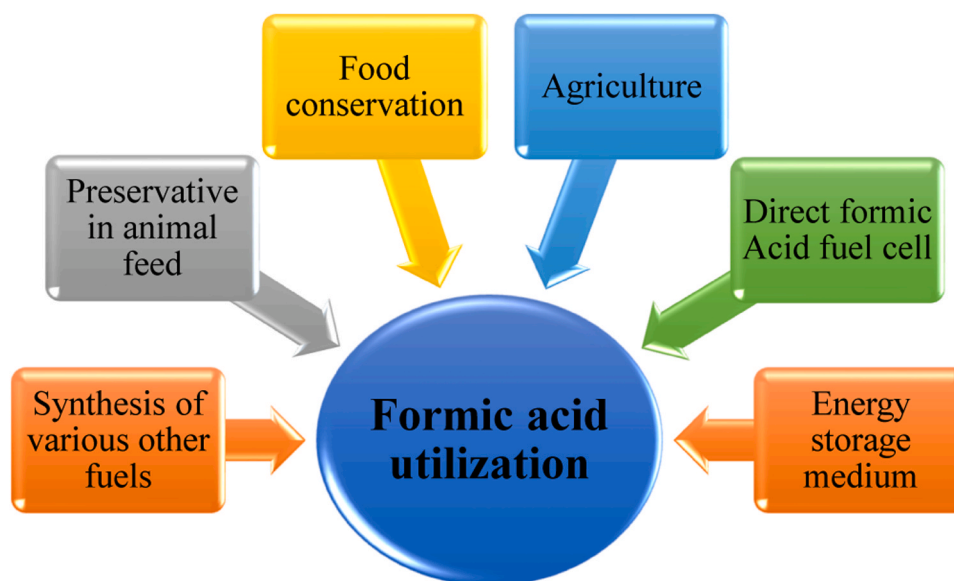 Food
conservation
Agriculture
Preservative
in animal
feed
Direct formic
Acid fuel cell
Synthesis of
various other
fuels
Formic acid
utilization
Energy
storage
medium